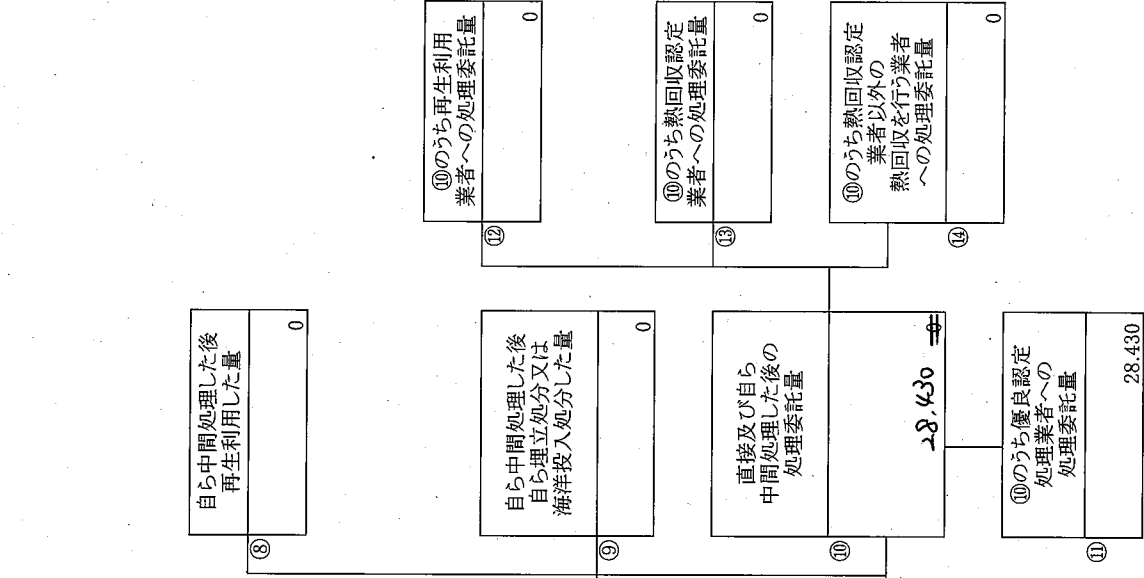 ⑧
自ら中間処理した後
再生利用した量
0
⑨
自ら中間処理した後
自ら埋立処分又は
海洋投入処分した量
0
⑩
直接及び自ら
中間処理した後の
処理委託量
28,430 0
⑪
⑩のうち優良認定
処理業者への
処理委託量
28.430
⑫
⑩のうち再生利用
業者への処理委託量
0
⑬
⑩のうち熱回収認定
業者への処理委託量
0
⑭
⑩のうち熱回収認定
業者以外の
熱回収を行う業者
への処理委託量
0